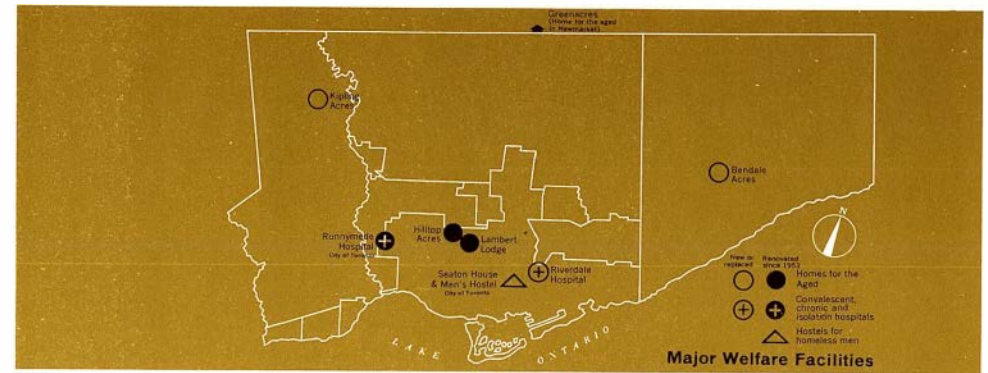 Greenacres
(Home for the aged
in Newmarket)
Kipling
Acres
Bendale
Acres
N
Runnymede
Hospital
City of Toronto
Hilltop
Acres
Lambert
Lodge
Seaton House
& Men's Hostel
City of Toronto
Riverdale
Hospital
LAKE ONTARIO
New or
replaced
Renovated
since 1953
Homes for the
Aged
Convalescent,
chronic and
isolation hospitals
Hostels for
homeless men
Major Welfare Facilities